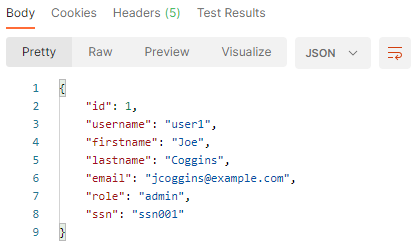 Body Cookies Headers (5) Test Results
Pretty Raw Preview Visualize JSON
1 {
2 "id": 1,
3 "username": "user1",
4 "firstname": "Joe",
5 "lastname": "Coggins",
6 "email": "jcoggins@example.com",
7 "role": "admin",
8 "ssn": "ssn001"
9 }